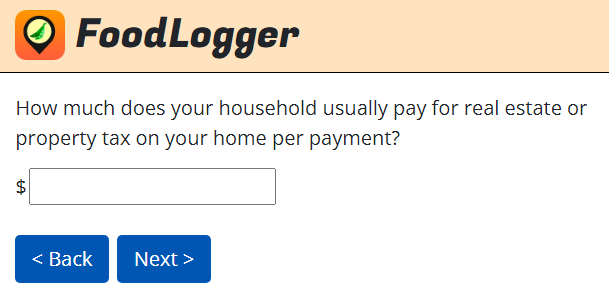 FoodLogger
How much does your household usually pay for real estate or
property tax on your home per payment?
$
< Back Next >